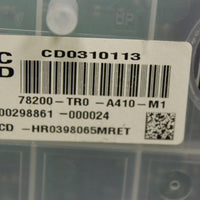 C CD0310113
D
78200-TR0-A410-M1
00298861-000024
CD-HR0398065MRET